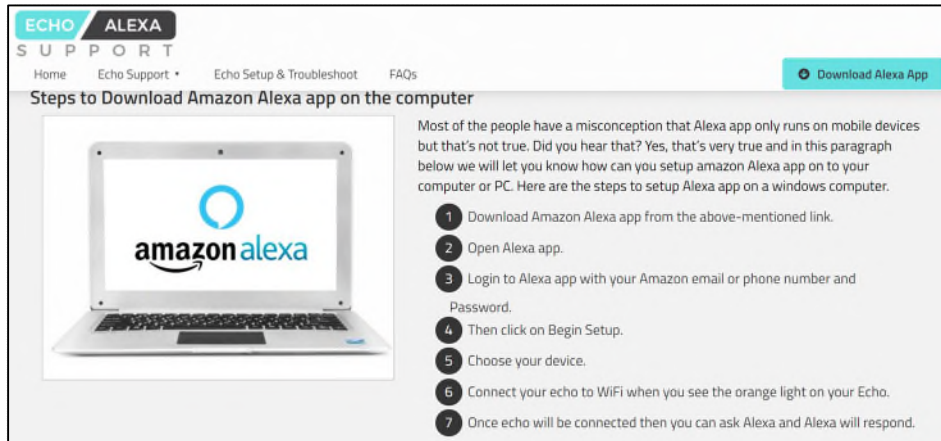 ECHO ALEXA
SUPPORT
Home Echo Support Echo Setup & Troubleshoot FAQs Download Alexa App
Steps to Download Amazon Alexa app on the computer
amazon alexa
Most of the people have a misconception that Alexa app only runs on mobile devices
but that's not true. Did you hear that? Yes, that's very true and in this paragraph
below we will let you know how can you setup amazon Alexa app on to your
computer or PC. Here are the steps to setup Alexa app on a windows computer.
1 Download Amazon Alexa app from the above-mentioned link.
2 Open Alexa app.
3 Login to Alexa app with your Amazon email or phone number and
Password.
4 Then click on Begin Setup.
5 Choose your device.
6 Connect your echo to WiFi when you see the orange light on your Echo.
7 Once echo will be connected then you can ask Alexa and Alexa will respond.